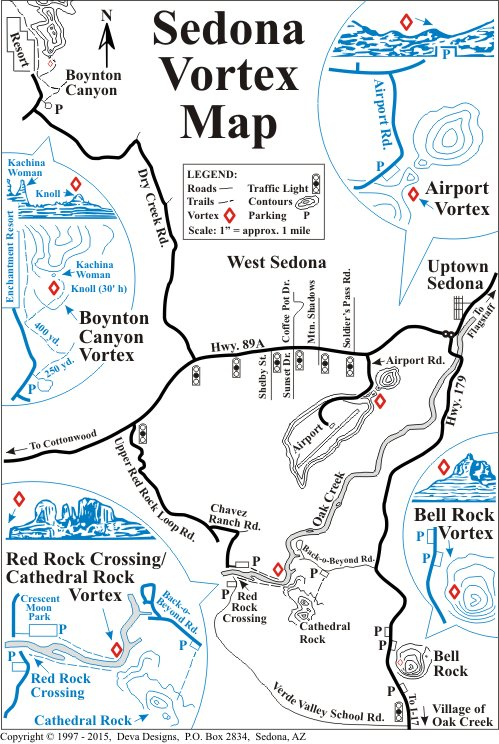 Sedona
Vortex
Map
N
Resort
Boynton
Canyon
P
Dry Creek Rd.
LEGEND:
Roads
Traffic Light
Trails
Contours
Vortex
Parking P
Scale: 1" = approx. 1 mile
P
Airport Rd.
P
Airport
Vortex
Kachina
Woman
Knoll
Enchantment Resort
Kachina
Woman
Knoll (30' h)
Boynton
Canyon
Vortex
400 yd.
250 yd.
P
West Sedona
Uptown
Sedona
To
Flagstaff
Coffee Pot Dr.
Mtn. Shadows
Soldier's Pass Rd.
Hwy. 89A
Shelby St.
Sunset Dr.
Airport Rd.
Hwy. 179
Airport
To Cottonwood
Upper Red Rock Loop Rd.
Oak Creek
Chavez
Ranch Rd.
Back-o-Beyond Rd.
P
P
P
Red
Rock
Crossing
Cathedral
Rock
Bell Rock
Vortex
P
P
Red Rock Crossing/
Cathedral Rock
Vortex
Crescent
Moon
Park
P
P
Back-o-
Beyond Rd.
P
Red Rock
Crossing
Cathedral Rock
P
P
Bell
Rock
P
Verde Valley School Rd.
To I-17
Village of
Oak Creek
Copyright © 1997 - 2015, Deva Designs, P.O. Box 2834, Sedona, AZ